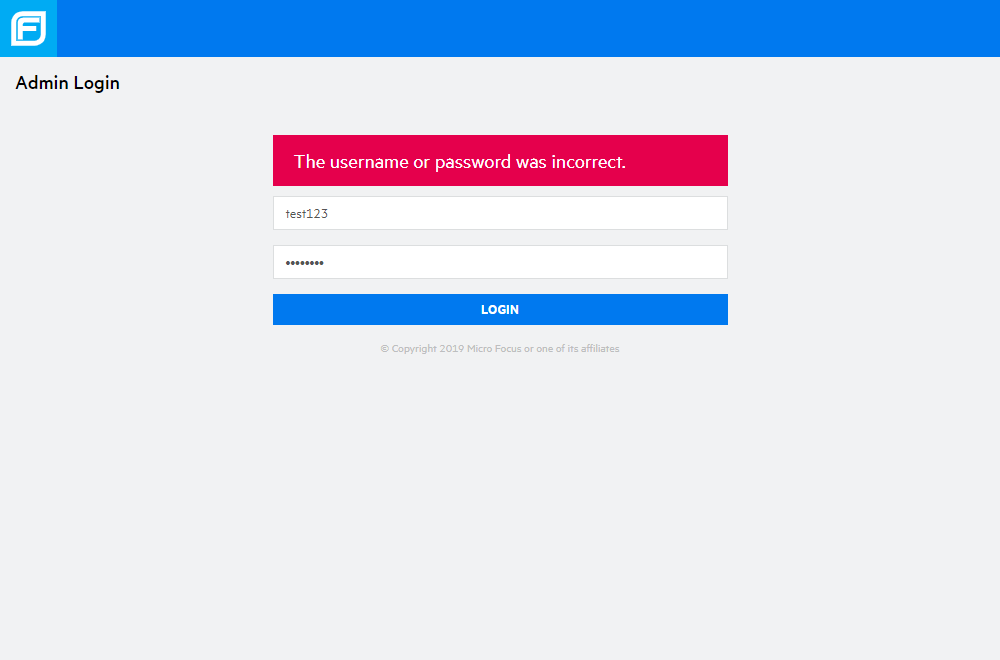 F
Admin Login
The username or password was incorrect.
test123
••••••••
LOGIN
© Copyright 2019 Micro Focus or one of its affiliates